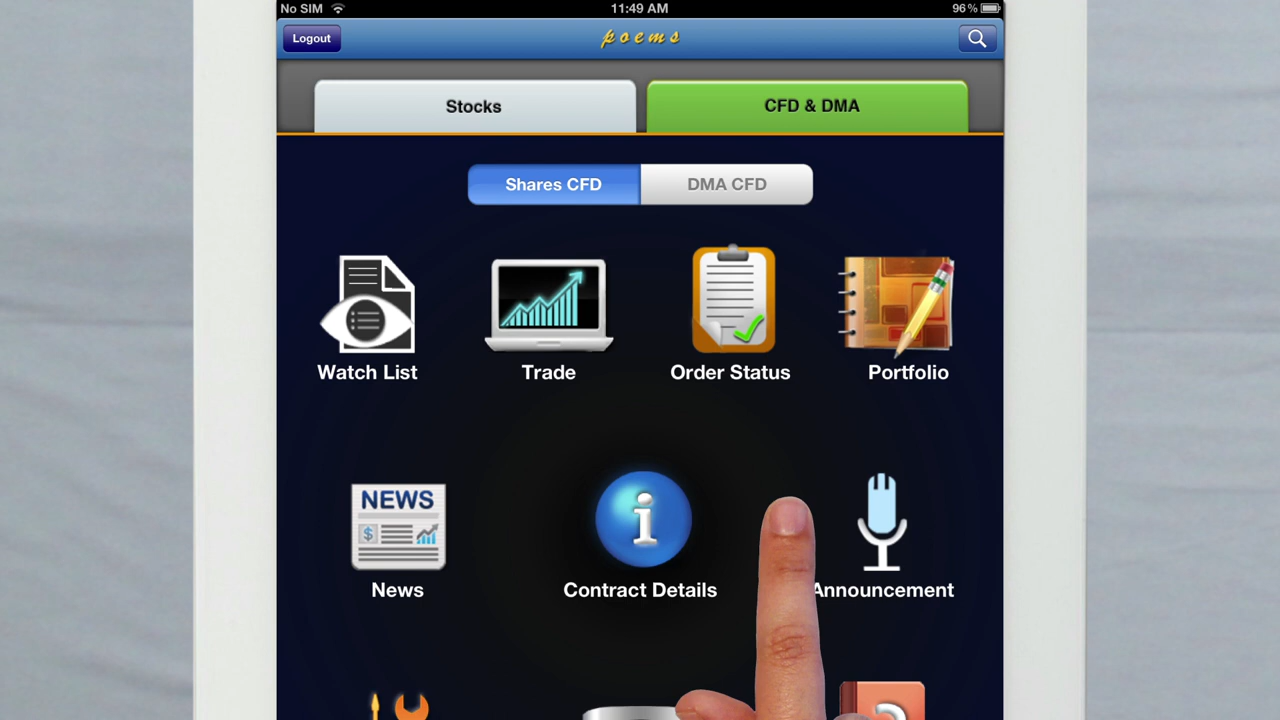 No SIM 11:49 AM 96%
Logout poems
Stocks CFD & DMA
Shares CFD DMA CFD
Watch List Trade Order Status Portfolio
NEWS
$
i
News Contract Details Announcement